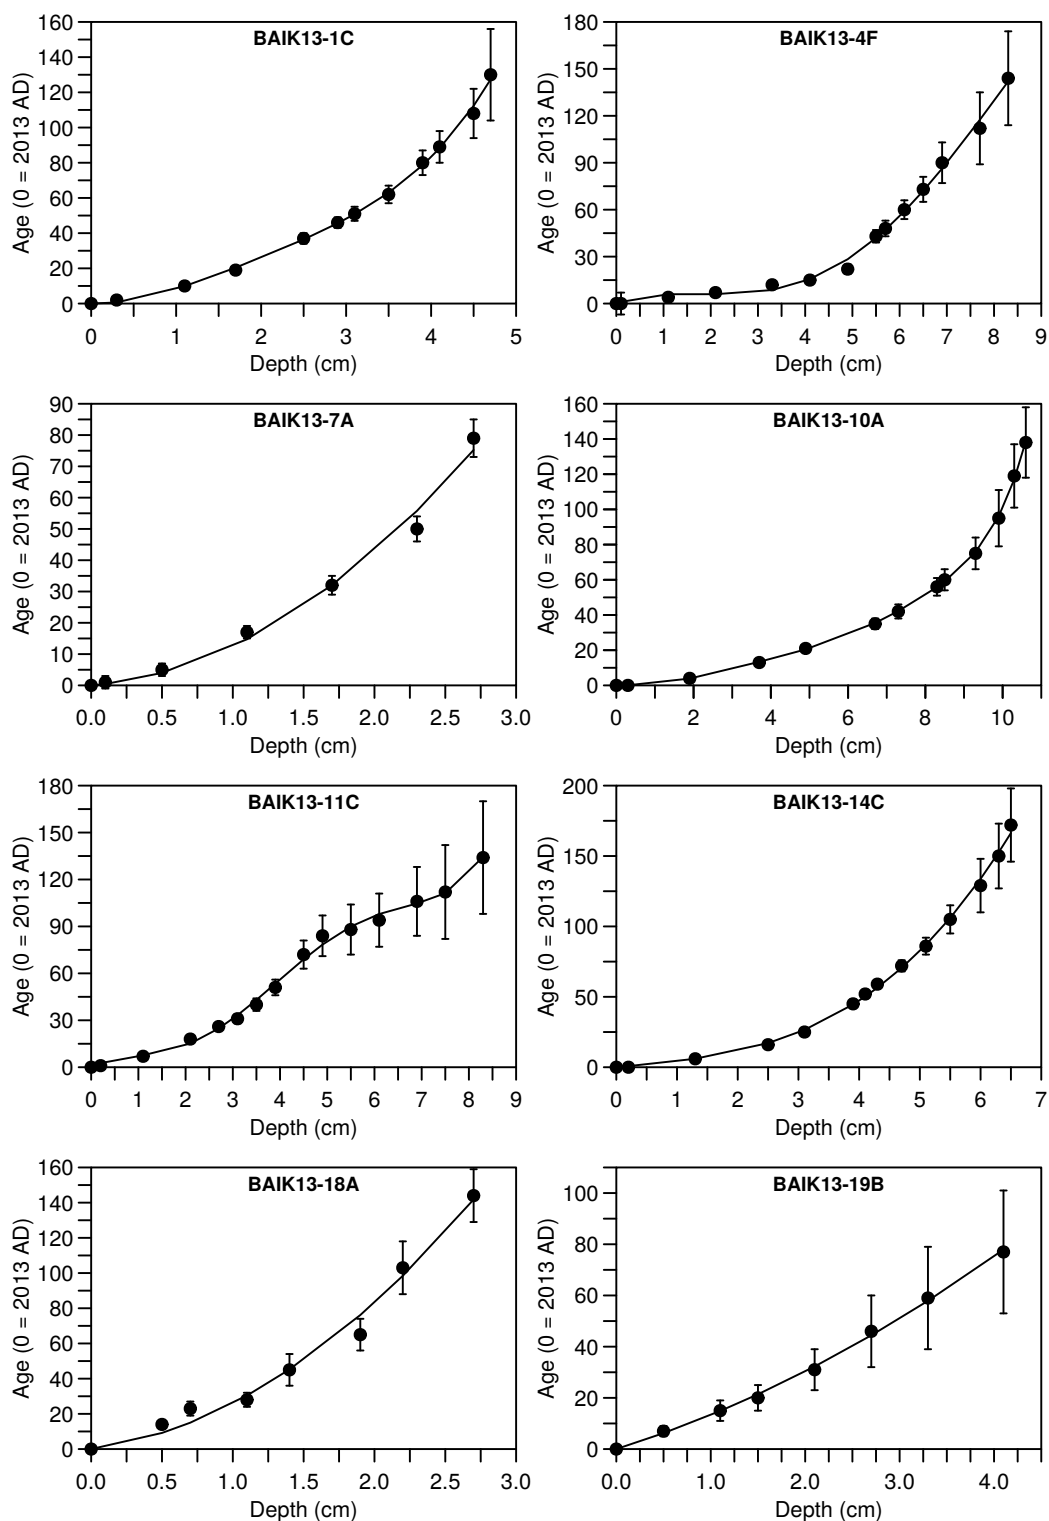 BAIK13-1C
Age (0 = 2013 AD)
160
140
120
100
80
60
40
20
0
0 1 2 3 4 5
Depth (cm)
BAIK13-4F
Age (0 = 2013 AD)
180
150
120
90
60
30
0
0 1 2 3 4 5 6 7 8 9
Depth (cm)
BAIK13-7A
Age (0 = 2013 AD)
90
80
70
60
50
40
30
20
10
0
0.0 0.5 1.0 1.5 2.0 2.5 3.0
Depth (cm)
BAIK13-10A
Age (0 = 2013 AD)
160
140
120
100
80
60
40
20
0
0 2 4 6 8 10
Depth (cm)
BAIK13-11C
Age (0 = 2013 AD)
180
150
120
90
60
30
0
0 1 2 3 4 5 6 7 8 9
Depth (cm)
BAIK13-14C
Age (0 = 2013 AD)
200
150
100
50
0
0 1 2 3 4 5 6 7
Depth (cm)
BAIK13-18A
Age (0 = 2013 AD)
160
140
120
100
80
60
40
20
0
0.0 0.5 1.0 1.5 2.0 2.5 3.0
Depth (cm)
BAIK13-19B
Age (0 = 2013 AD)
100
80
60
40
20
0
0.0 1.0 2.0 3.0 4.0
Depth (cm)